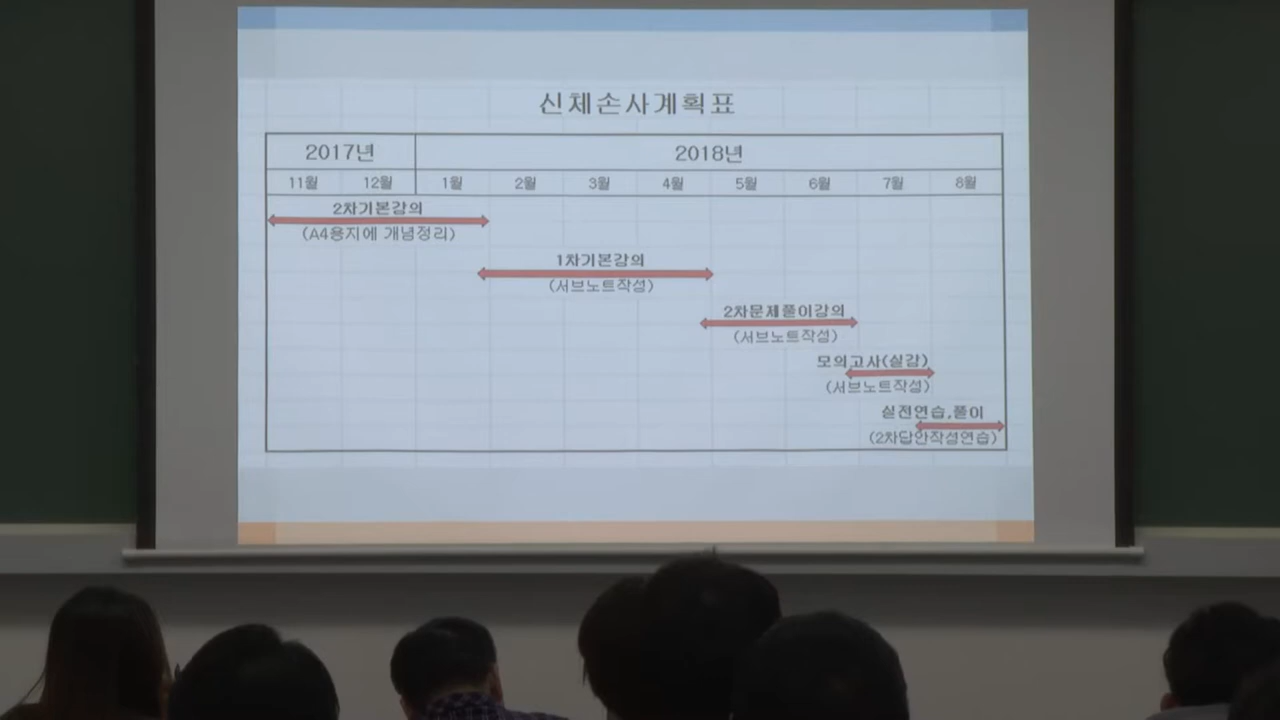 신체손사계획표
2017년 2018년
11월 12월 1월 2월 3월 4월 5월 6월 7월 8월
2차기본강의
(A4용지에 개념정리)
1차기본강의
(서브노트작성)
2차문제풀이강의
(서브노트작성)
모의고사(실감)
(서브노트작성)
실전연습,풀이
(2차답안작성연습)